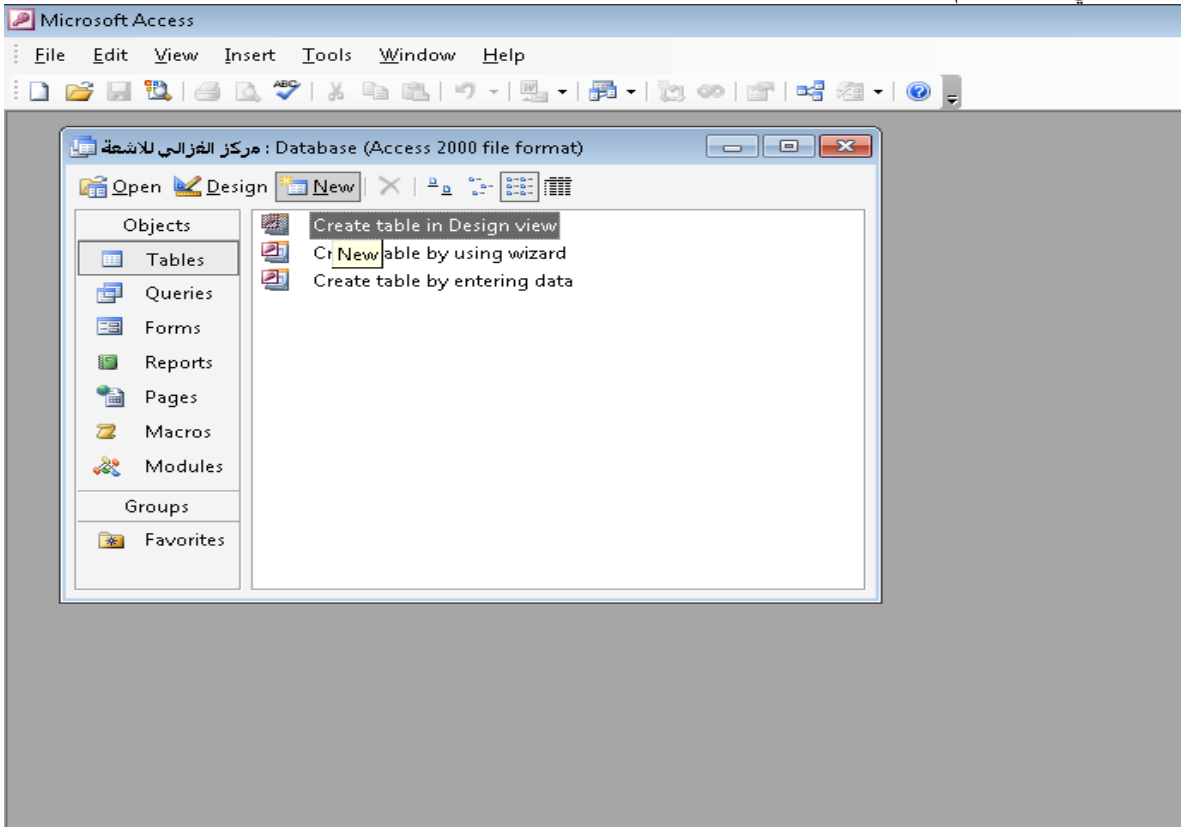 Microsoft Access
File Edit View Insert Tools Window Help
مركز الغزالي للاشعة : Database (Access 2000 file format)
Open Design New
Objects
Tables
Queries
Forms
Reports
Pages
Macros
Modules
Groups
Favorites
Create table in Design view
New able by using wizard
Create table by entering data